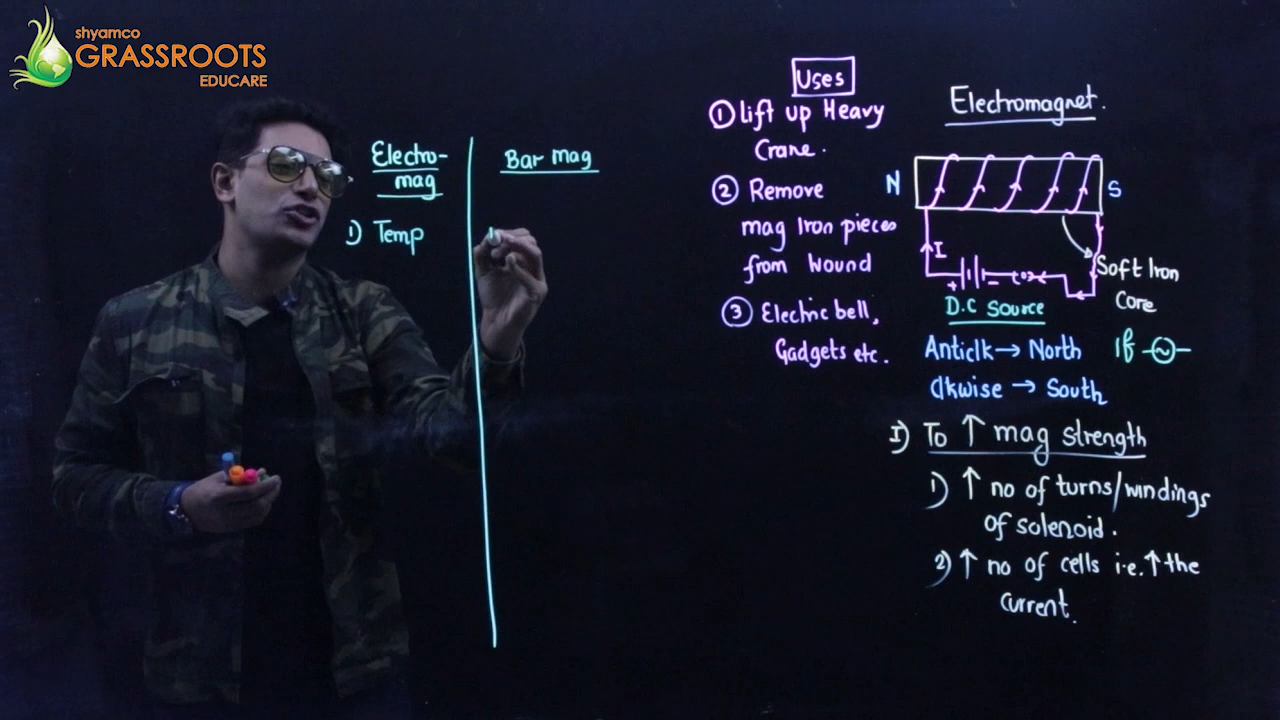 shyamco
GRASSROOTS
EDUCARE
Electro-
mag
Bar Mag
1) Temp
Uses
① Lift up Heavy
Crane.
② Remove
mag Iron pieces
from Wound
③ Electric bell,
Gadgets etc.
Electromagnet.
N S
I
+ -
Soft Iron
Core
D.C Source
Anticlk → North
If ~
Clkwise → South
I) To ↑ mag strength
1) ↑ no of turns/windings
of solenoid.
2) ↑ no of cells i.e. ↑ the
current.